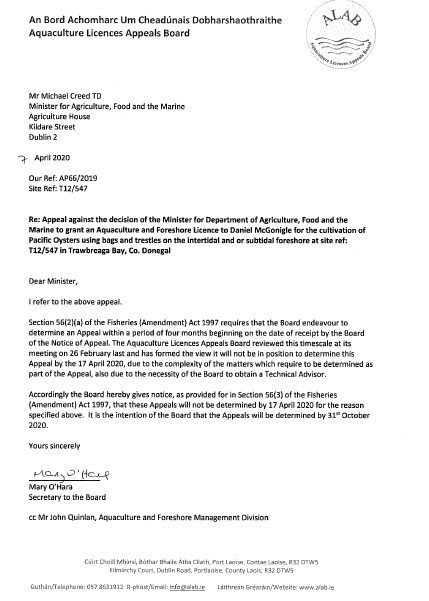 An Bord Achomharc Um Cheadúnais Dobharshaothraithe
Aquaculture Licences Appeals Board
ALAB
Aquaculture Licences Appeals Board
Mr Michael Creed TD
Minister for Agriculture, Food and the Marine
Agriculture House
Kildare Street
Dublin 2
7 April 2020
Our Ref: AP66/2019
Site Ref: T12/547
Re: Appeal against the decision of the Minister for Department of Agriculture, Food and the
Marine to grant an Aquaculture and Foreshore Licence to Daniel McGonigle for the cultivation of
Pacific Oysters using bags and trestles on the intertidal and or subtidal foreshore at site ref:
T12/547 in Trawbreaga Bay, Co. Donegal
Dear Minister,
I refer to the above appeal.
Section 56(2)(a) of the Fisheries (Amendment) Act 1997 requires that the Board endeavour to
determine an Appeal within a period of four months beginning on the date of receipt by the Board
of the Notice of Appeal. The Aquaculture Licences Appeals Board reviewed this timescale at its
meeting on 26 February last and has formed the view it will not be in position to determine this
Appeal by the 17 April 2020, due to the complexity of the matters which require to be determined as
part of the Appeal, also due to the necessity of the Board to obtain a Technical Advisor.
Accordingly the Board hereby gives notice, as provided for in Section 56(3) of the Fisheries
(Amendment) Act 1997, that these Appeals will not be determined by 17 April 2020 for the reason
specified above. It is the intention of the Board that the Appeals will be determined by 31st October
2020.
Yours sincerely
Mary O'Hara
Mary O'Hara
Secretary to the Board
cc Mr John Quinlan, Aquaculture and Foreshore Management Division
Cúirt Choill Mhinsí, Bóthar Bhaile Átha Cliath, Port Laoise, Contae Laoise, R32 DTW5
Kilminchy Court, Dublin Road, Portlaoise, County Laois, R32 DTW5
Guthán/Telephone: 057 8631912 R-phost/Email: info@alab.ie Láithreán Gréasáin/Website: www.alab.ie